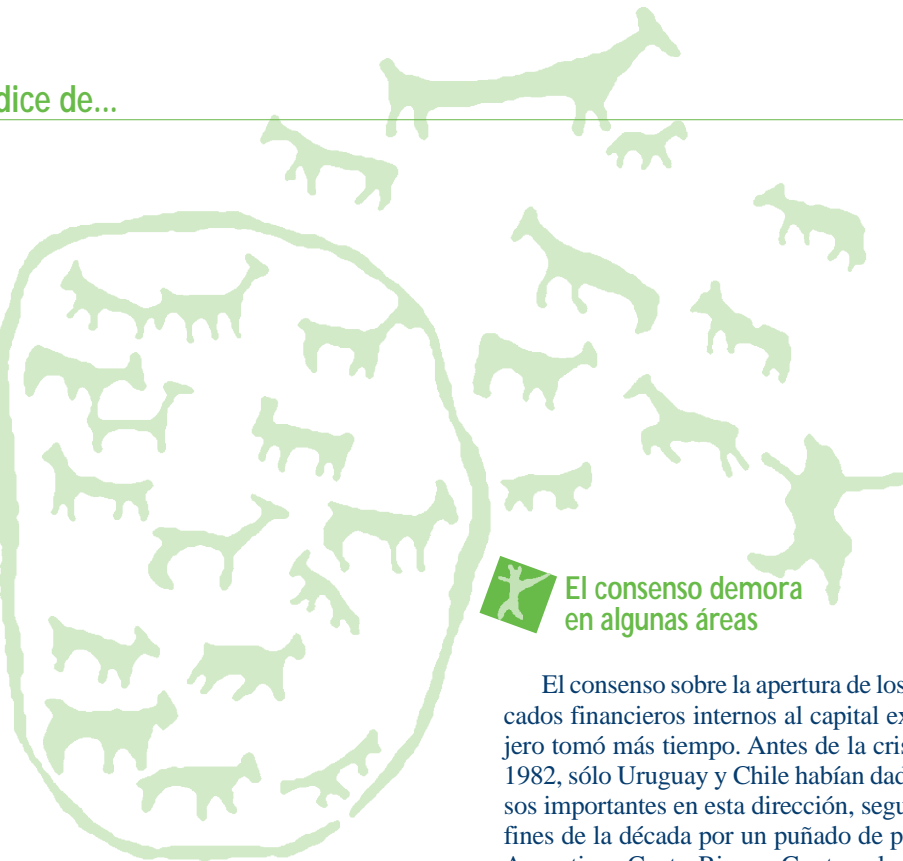 dice de...
El consenso demora
en algunas áreas
El consenso sobre la apertura de los
cados financieros internos al capital ex
jero tomó más tiempo. Antes de la cris
1982, sólo Uruguay y Chile habían dad
sos importantes en esta dirección, segu
fines de la década por un puñado de p